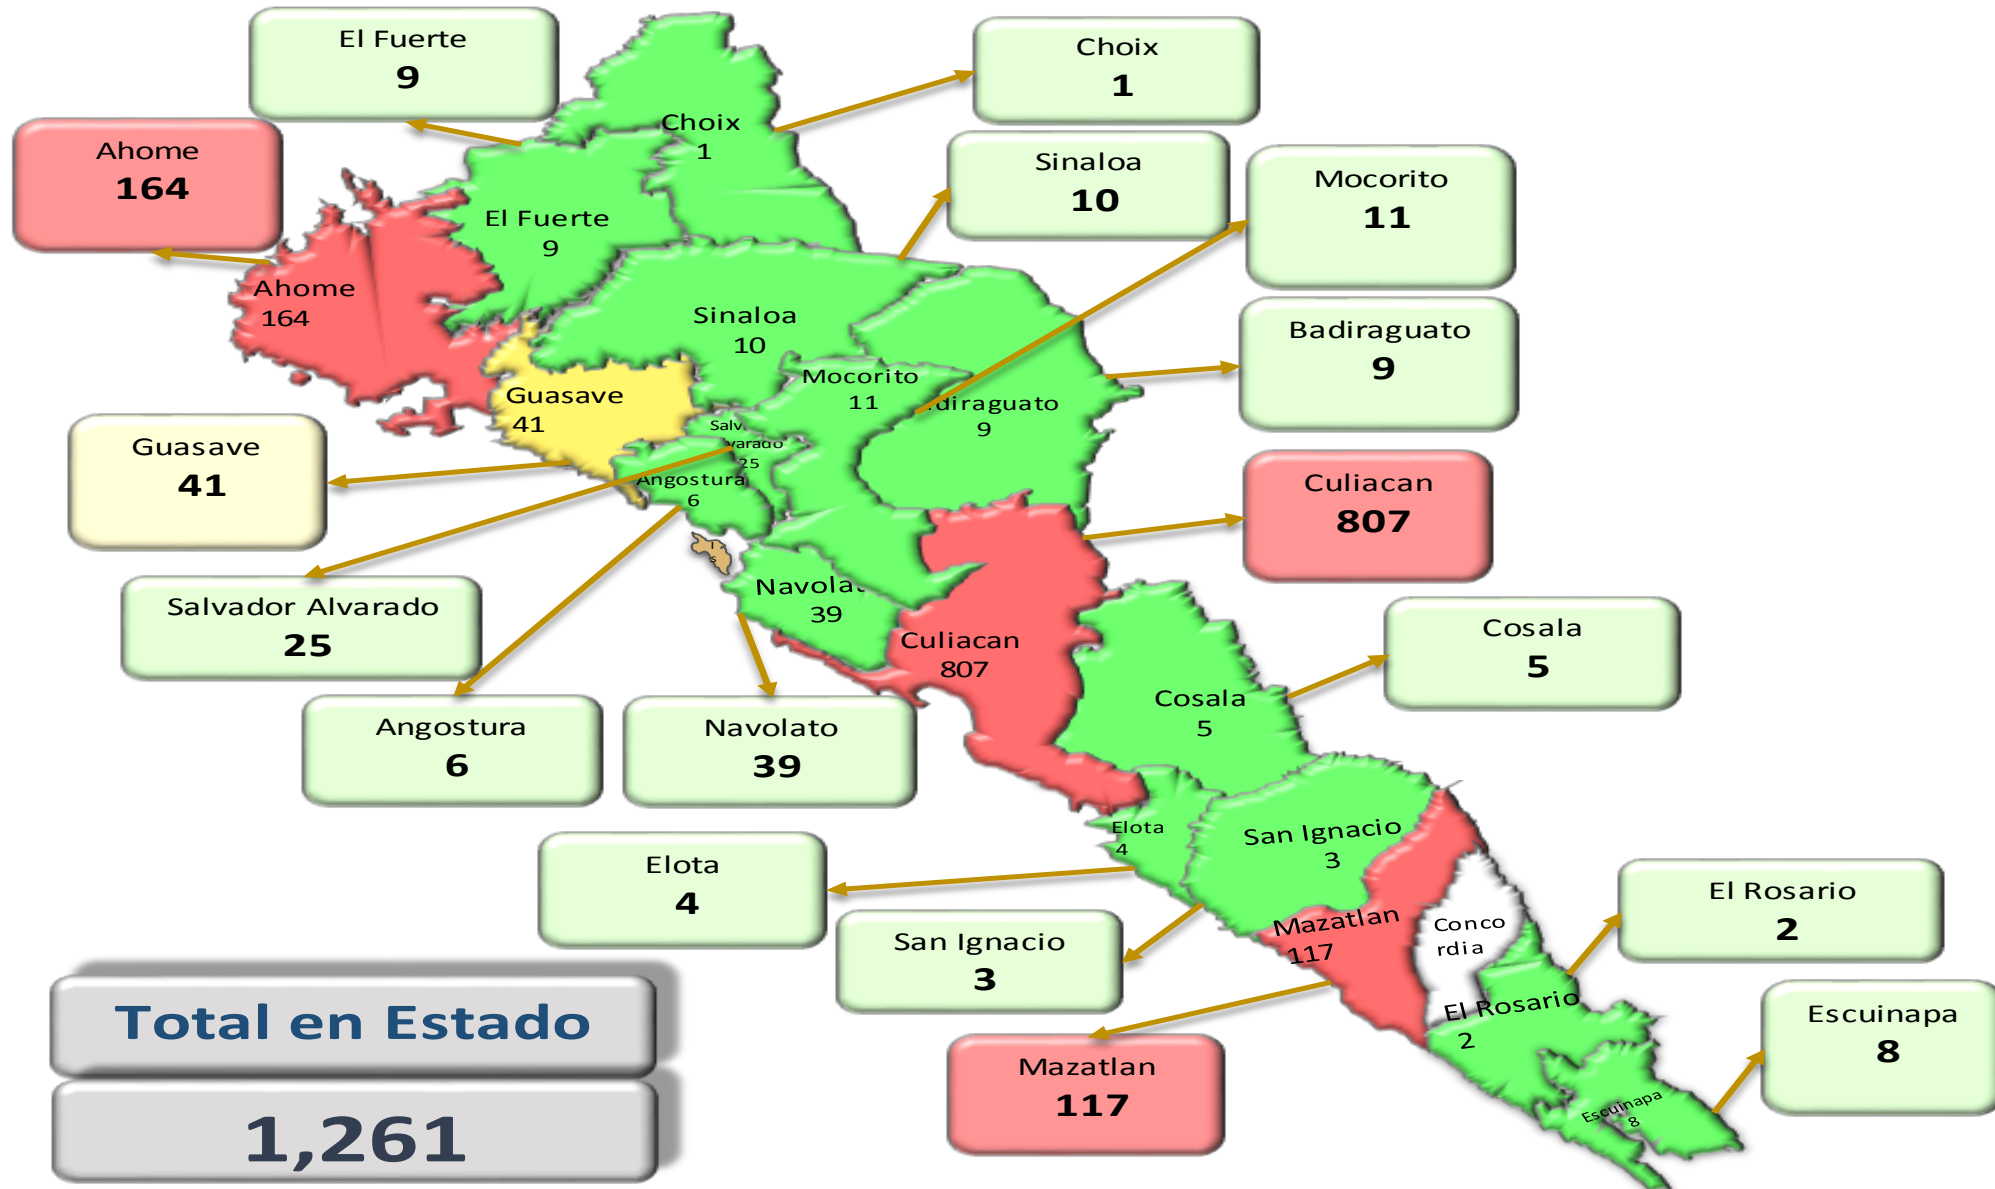 El Fuerte
9
Choix
1
Ahome
164
Sinaloa
10
Mocorito
11
Choix
1
El Fuerte
9
Ahome
164
Sinaloa
10
Badiraguato
9
Mocorito
11
diraguato
9
Guasave
41
Guasave
41
Salv
varado
25
Angostura
6
Culiacan
807
Salvador Alvarado
25
Navolat
39
Culiacan
807
Cosala
5
Angostura
6
Navolato
39
Cosala
5
Elota
4
San Ignacio
3
Elota
4
San Ignacio
3
Mazatlan
117
Conco
rdia
El Rosario
2
El Rosario
2
Escuinapa
8
Mazatlan
117
Escuinapa
8
Total en Estado
1,261